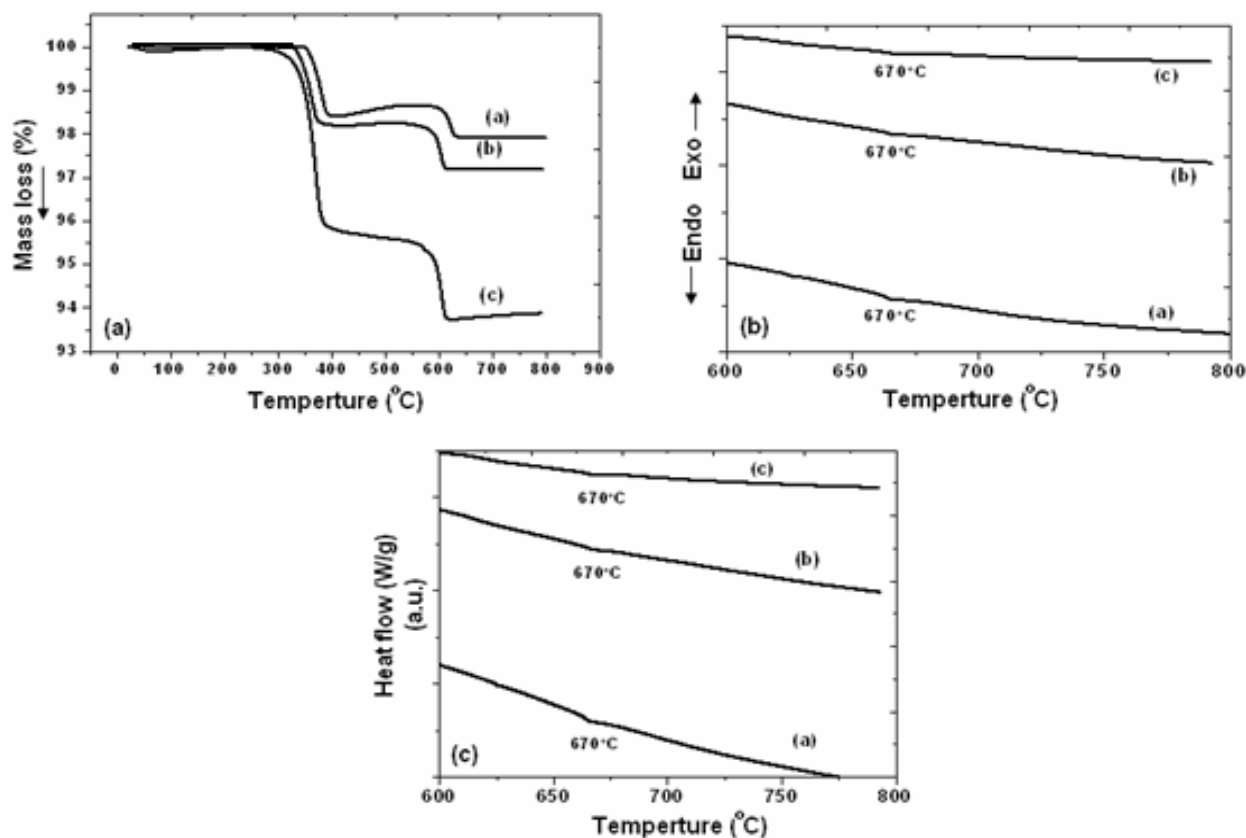 Mass loss (%)
100
99
98
97
96
95
94
93
(a)
(b)
(c)
(a)
0 100 200 300 400 500 600 700 800 900
Temperture (°C)
Endo Exo
(c)
670°C
(b)
670°C
(a)
670°C
(b)
600 650 700 750 800
Temperture (°C)
Heat flow (W/g)
(a.u.)
(c)
670°C
(b)
670°C
(a)
670°C
(c)
600 650 700 750 800
Temperture (°C)